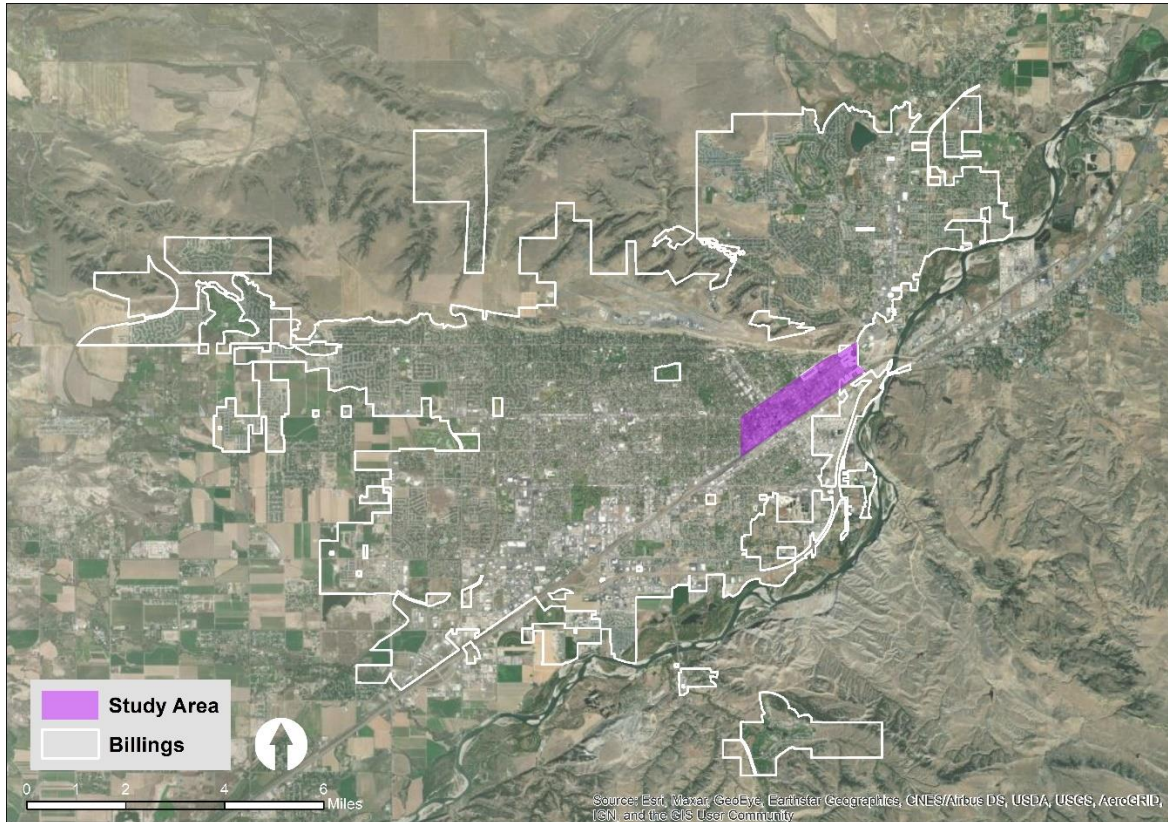 Study Area
Billings
0 1 2 4 6
Miles
Source: Esri, Maxar, GeoEye, Earthstar Geographics, CNES/Airbus DS, USDA, USGS, AeroGRID,
IGN, and the GIS User Community